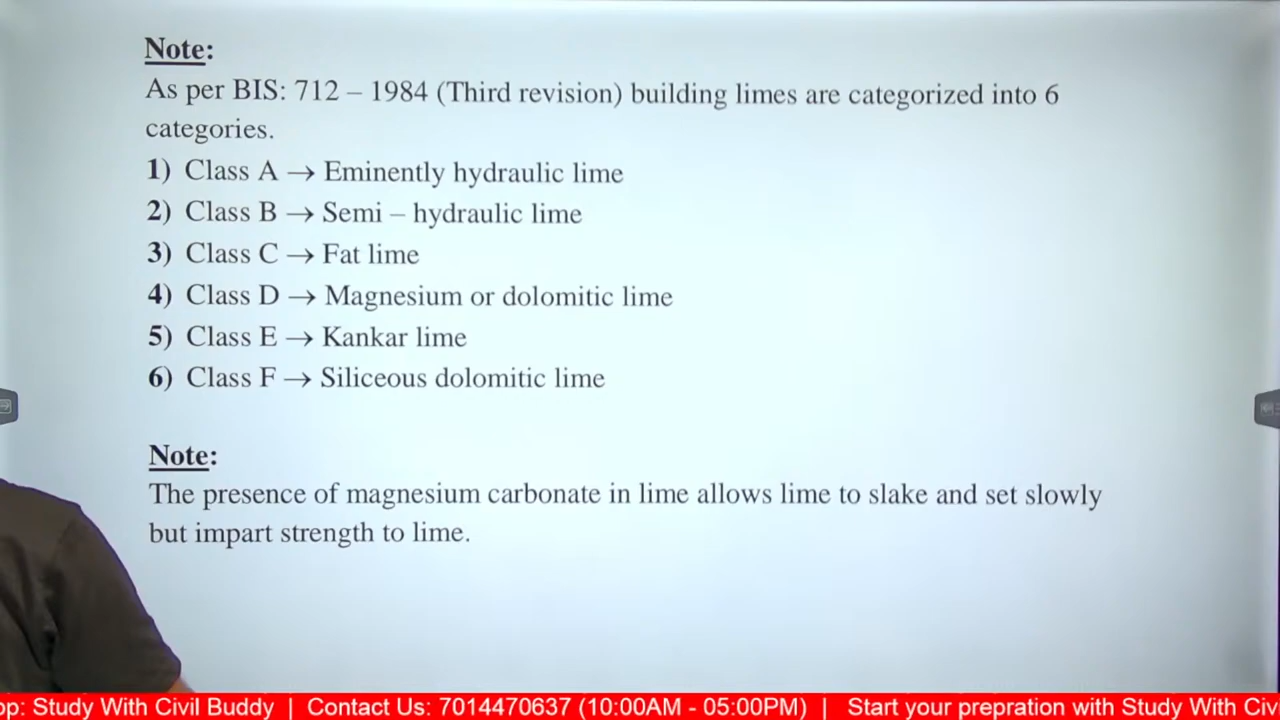 Note:
As per BIS: 712 – 1984 (Third revision) building limes are categorized into 6
categories.
1) Class A → Eminently hydraulic lime
2) Class B → Semi – hydraulic lime
3) Class C → Fat lime
4) Class D → Magnesium or dolomitic lime
5) Class E → Kankar lime
6) Class F → Siliceous dolomitic lime
Note:
The presence of magnesium carbonate in lime allows lime to slake and set slowly
but impart strength to lime.
pp: Study With Civil Buddy | Contact Us: 7014470637 (10:00AM - 05:00PM) | Start your prepration with Study With Civ